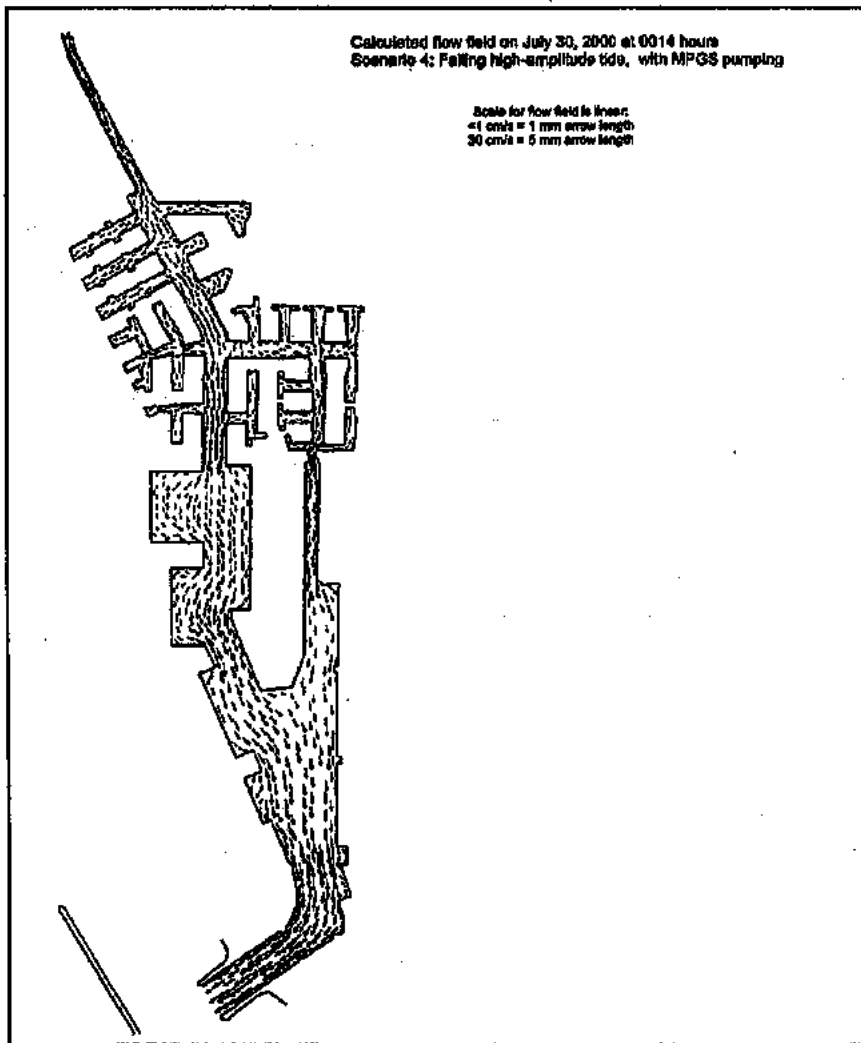 Calculated flow field on July 30, 2000 at 0014 hours
Scenario 4: Falling high-amplitude tide, with MPGS pumping
Scale for flow field is linear:
<1 cm/s = 1 mm arrow length
30 cm/s = 5 mm arrow length